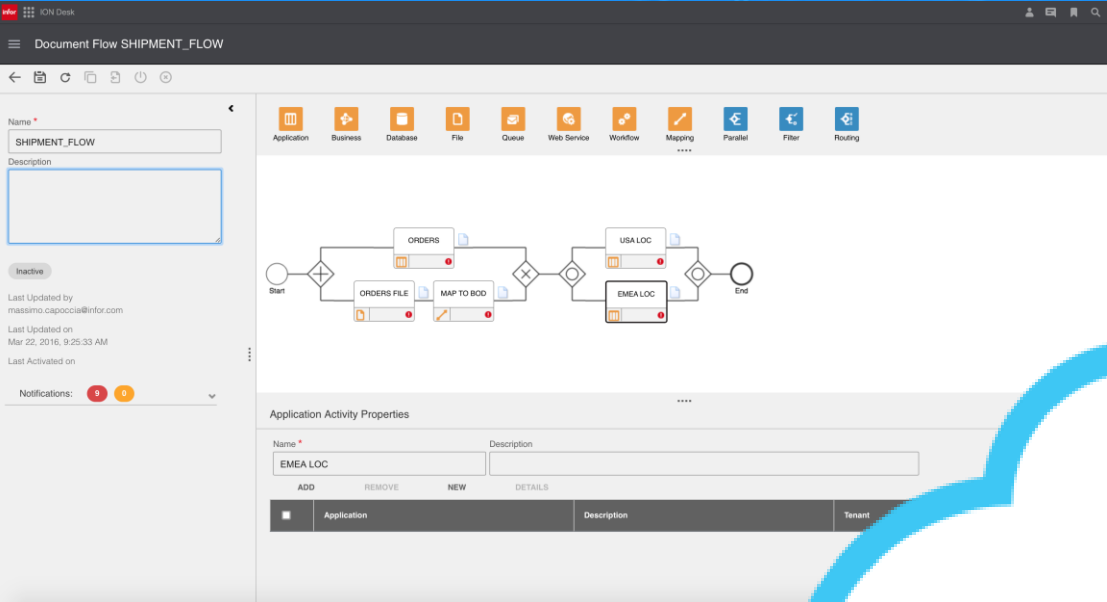 infor ION Desk
Document Flow SHIPMENT_FLOW
Name *
SHIPMENT_FLOW
Description
Inactive
Last Updated by
massimo.capoccia@infor.com
Last Updated on
Mar 22, 2016, 9:25:33 AM
Last Activated on
Notifications: 9 0
Application Business Database File Queue Web Service Workflow Mapping Parallel Filter Routing
ORDERS USA LOC
Start ORDERS FILE MAP TO BOD EMEA LOC End
Application Activity Properties
Name * Description
EMEA LOC
ADD REMOVE NEW DETAILS
Application Description Tenant